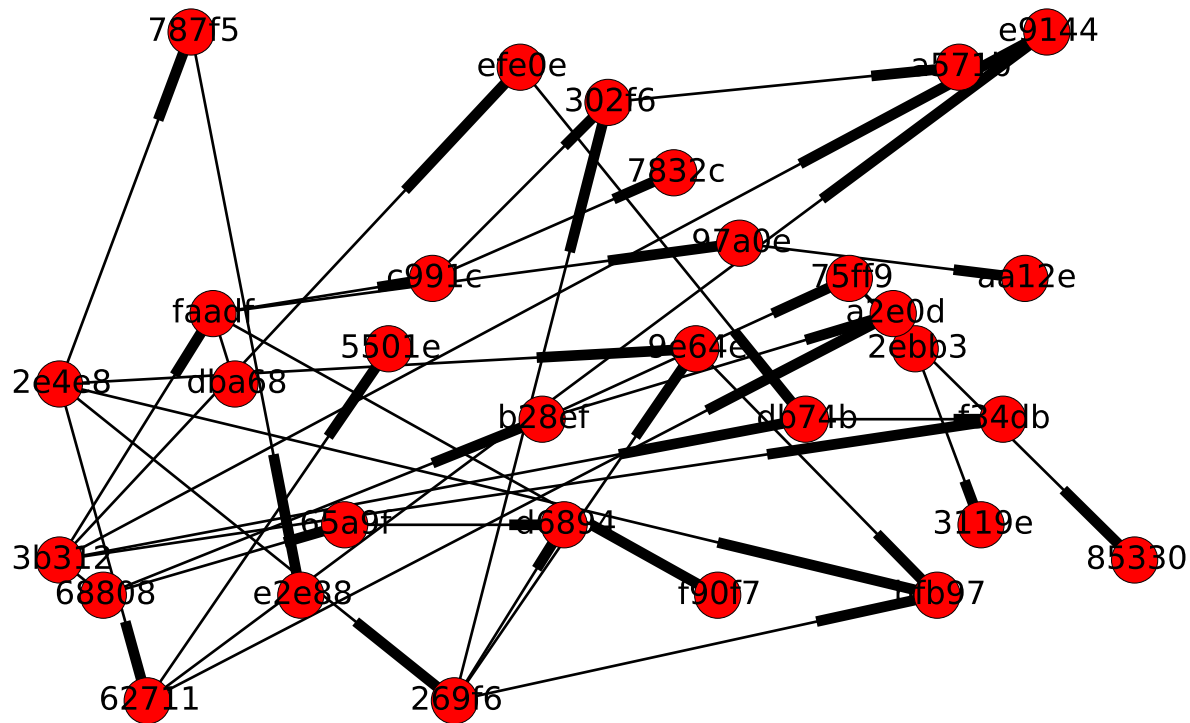 787f5
e9144
efe0e
a571b
302f6
7832c
97a0e
c991c
75ff9
aa12e
faadf
a2e0d
5501e
9e64e
2ebb3
2e4e8
dba68
b28ef
db74b
f34db
65a9f
d6894
3119e
3b312
85330
68808
e2e88
f90f7
62711
269f6